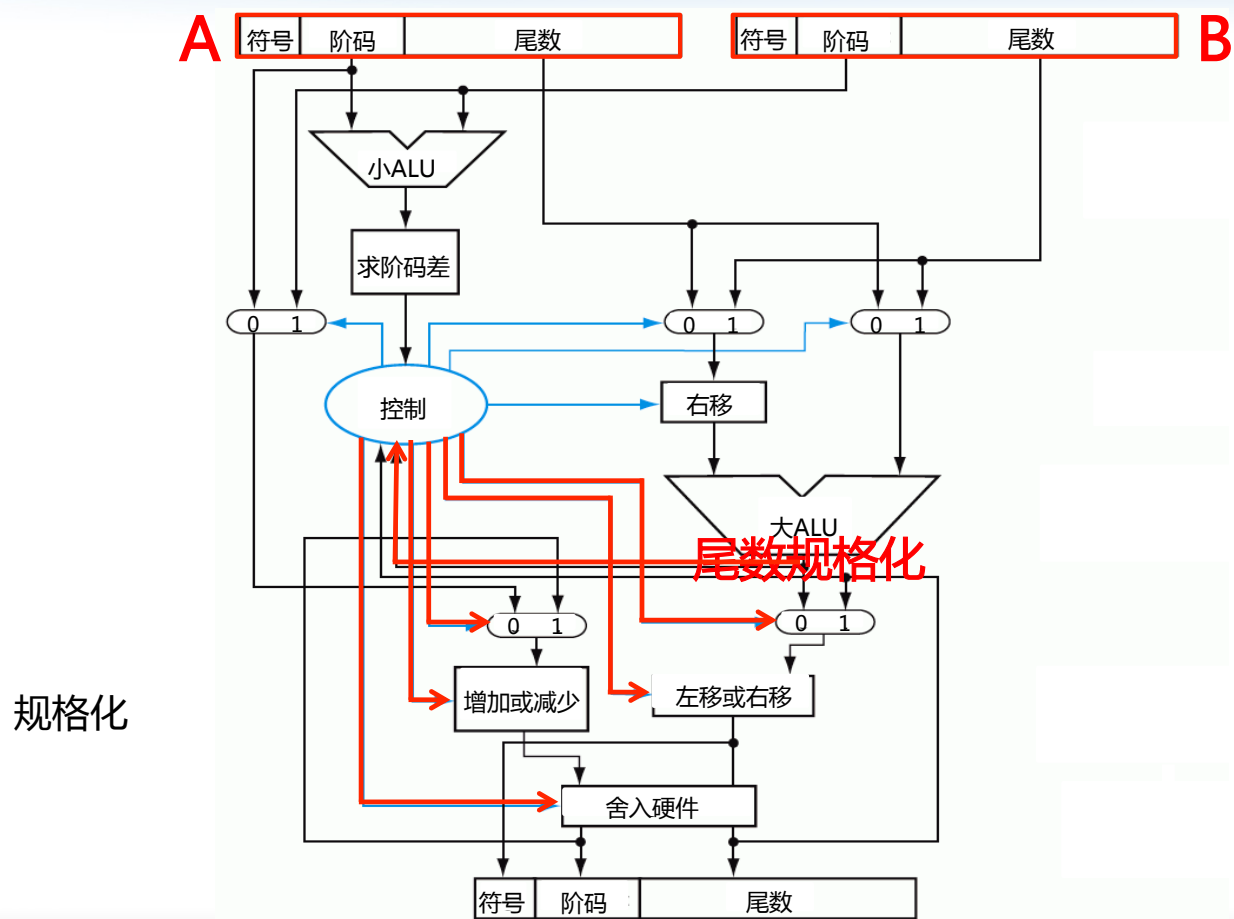 A
符号 阶码 尾数
符号 阶码 尾数
B
小ALU
求阶码差
0 1
0 1
0 1
控制
右移
大ALU
尾数规格化
0 1
0 1
规格化
增加或减少
左移或右移
舍入硬件
符号 阶码 尾数